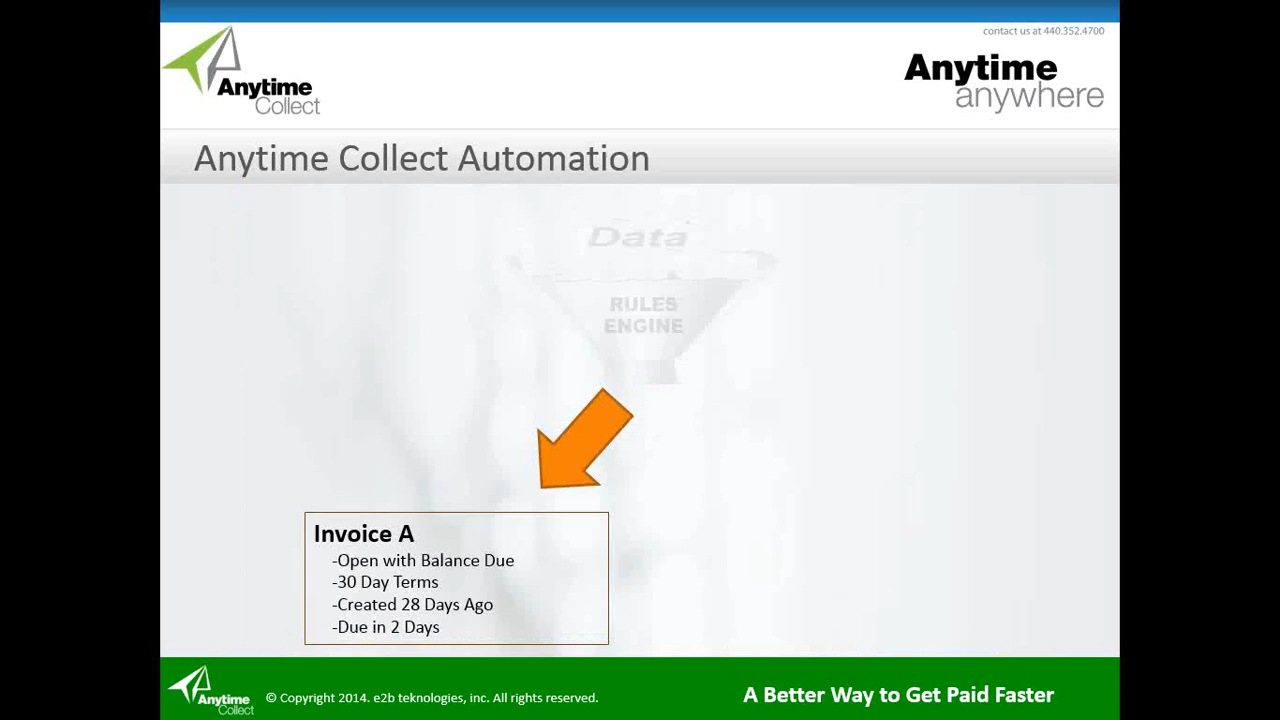 contact us at 440.352.4700
Anytime
Collect
Anytime
anywhere
Anytime Collect Automation
Data
RULES
ENGINE
Invoice A
-Open with Balance Due
-30 Day Terms
-Created 28 Days Ago
-Due in 2 Days
Anytime
Collect
© Copyright 2014. e2b teknologies, inc. All rights reserved.
A Better Way to Get Paid Faster